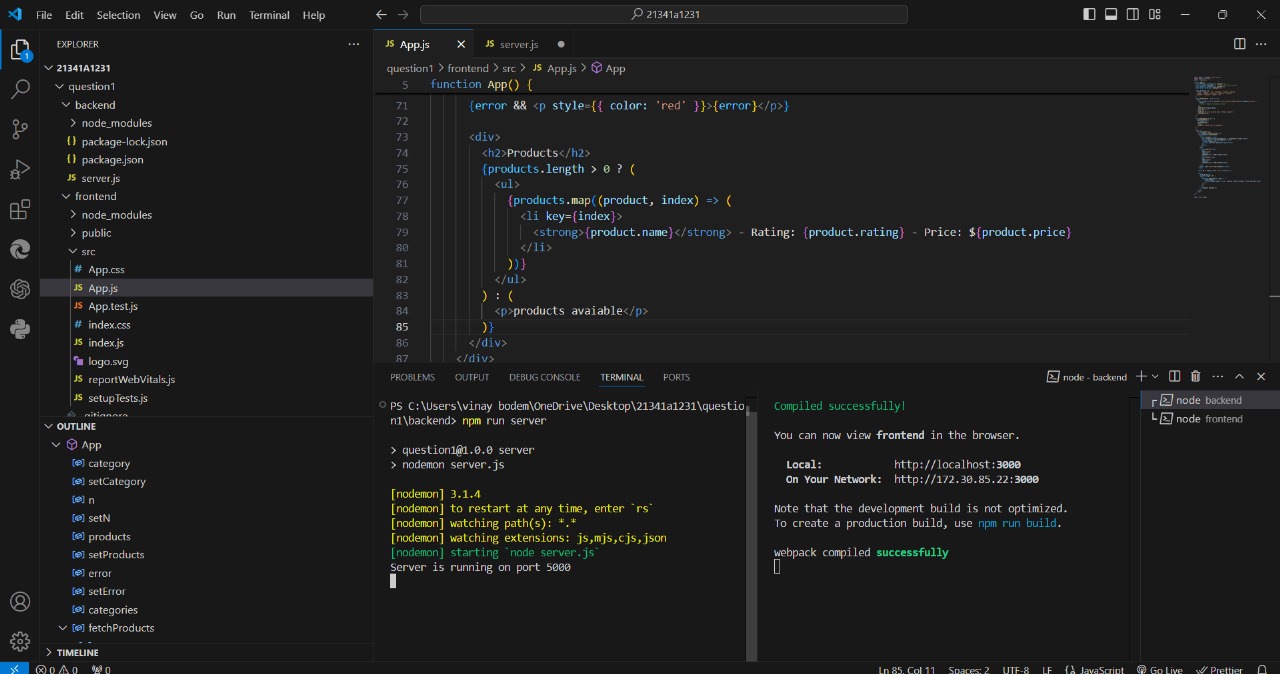 File Edit Selection View Go Run Terminal Help
21341a1231
EXPLORER
21341A1231
question1
backend
node_modules
package-lock.json
package.json
server.js
frontend
node_modules
public
src
App.css
App.js
App.test.js
index.css
index.js
logo.svg
reportWebVitals.js
setupTests.js
.gitignore
OUTLINE
App
category
setCategory
n
setN
products
setProducts
error
setError
categories
fetchProducts
TIMELINE
JS App.js JS server.js
question1 > frontend > src > JS App.js > App
5 function App() {
71 {error && <p style={{ color: 'red' }}>{error}</p>}
72
73 <div>
74 <h2>Products</h2>
75 {products.length > 0 ? (
76 <ul>
77 {products.map((product, index) => (
78 <li key={index}>
79 <strong>{product.name}</strong> - Rating: {product.rating} - Price: ${product.price}
80 </li>
81 ))}
82 </ul>
83 ) : (
84 <p>products avaiable</p>
85 )}
86 </div>
87 </div>
PROBLEMS OUTPUT DEBUG CONSOLE TERMINAL PORTS
node - backend
PS C:\Users\vinay bodem\OneDrive\Desktop\21341a1231\questio
n1\backend> npm run server
> question1@1.0.0 server
> nodemon server.js
[nodemon] 3.1.4
[nodemon] to restart at any time, enter `rs`
[nodemon] watching path(s): *.*
[nodemon] watching extensions: js,mjs,cjs,json
[nodemon] starting `node server.js`
Server is running on port 5000
Compiled successfully!
You can now view frontend in the browser.
Local: http://localhost:3000
On Your Network: http://172.30.85.22:3000
Note that the development build is not optimized.
To create a production build, use npm run build.
webpack compiled successfully
node backend
node frontend
0 0 0
Ln 85, Col 11 Spaces: 2 UTF-8 LF {} JavaScript Go Live Prettier